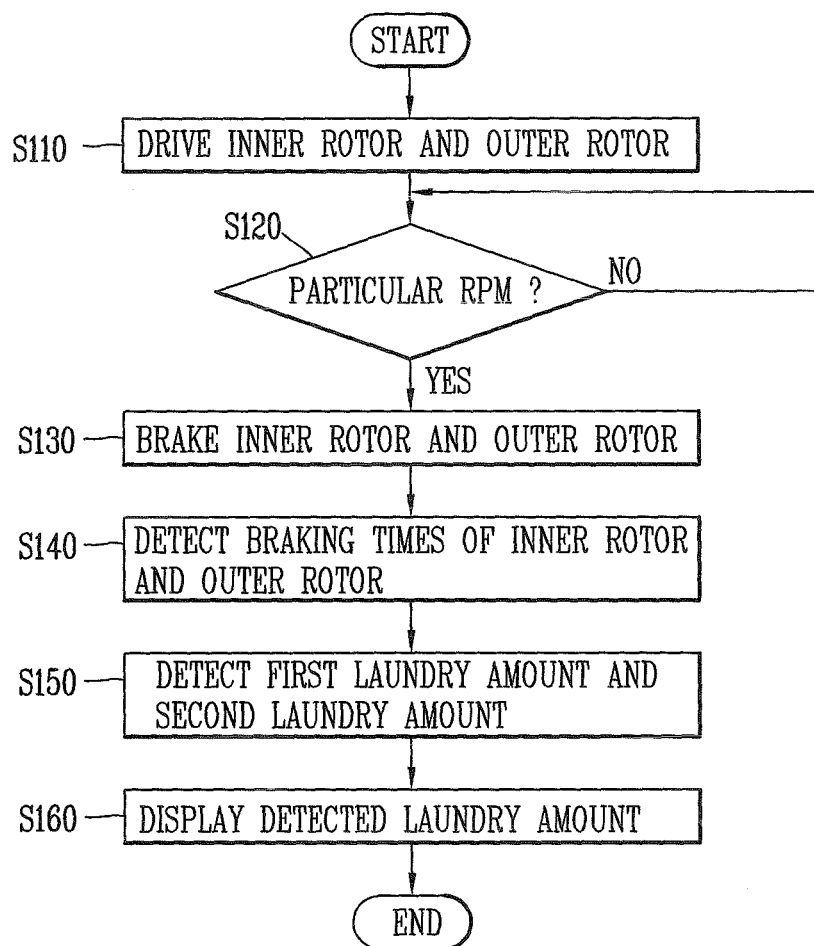 START
S110
DRIVE INNER ROTOR AND OUTER ROTOR
S120
PARTICULAR RPM ?
NO
YES
S130
BRAKE INNER ROTOR AND OUTER ROTOR
S140
DETECT BRAKING TIMES OF INNER ROTOR
AND OUTER ROTOR
S150
DETECT FIRST LAUNDRY AMOUNT AND
SECOND LAUNDRY AMOUNT
S160
DISPLAY DETECTED LAUNDRY AMOUNT
END